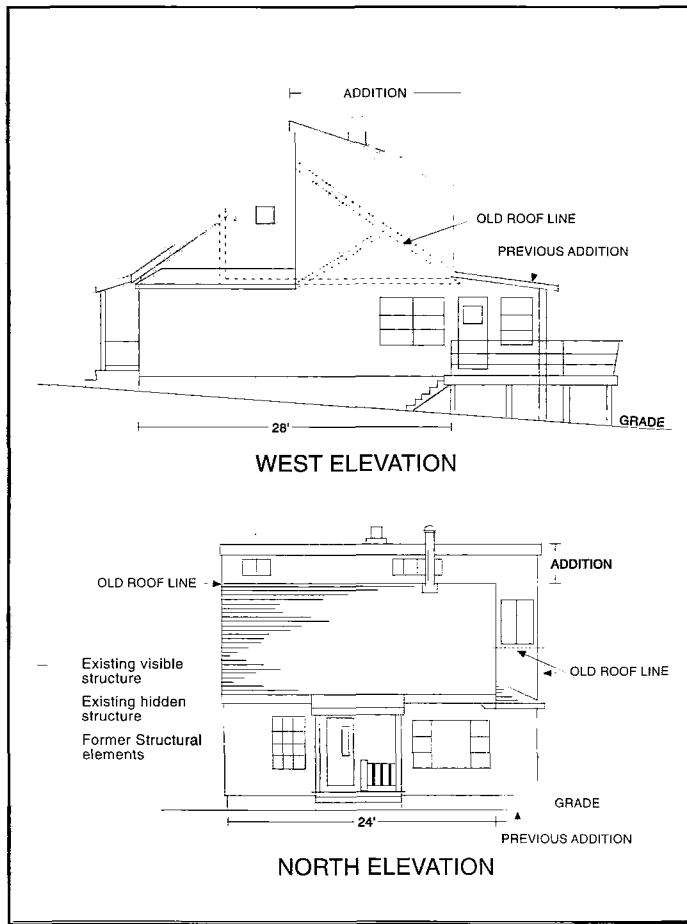 ADDITION
OLD ROOF LINE
PREVIOUS ADDITION
GRADE
28'
WEST ELEVATION
ADDITION
OLD ROOF LINE
OLD ROOF LINE
Existing visible
structure
Existing hidden
structure
Former Structural
elements
GRADE
24'
PREVIOUS ADDITION
NORTH ELEVATION